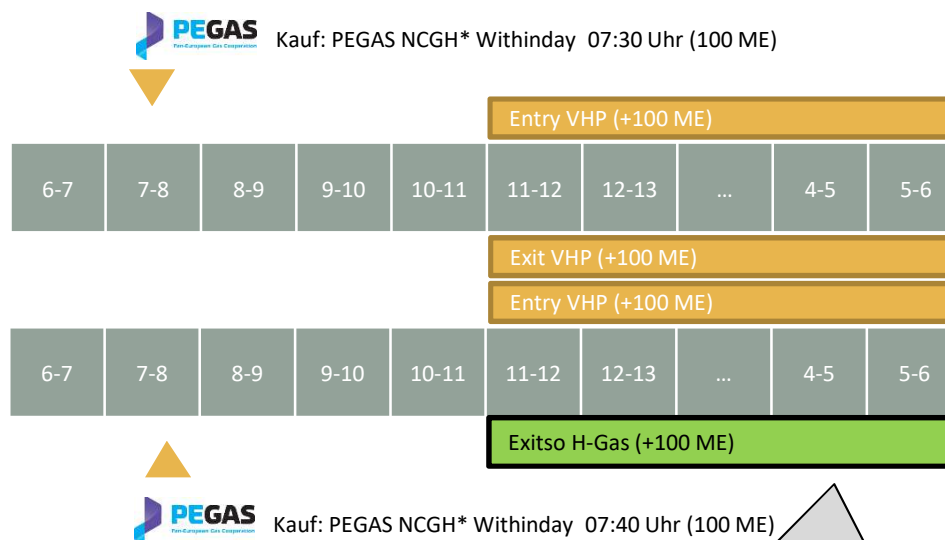 PEGAS
Pan-European Gas Cooperation
Kauf: PEGAS NCGH* Withinday 07:30 Uhr (100 ME)
Entry VHP (+100 ME)
6-7 7-8 8-9 9-10 10-11 11-12 12-13 ... 4-5 5-6
Exit VHP (+100 ME)
Entry VHP (+100 ME)
6-7 7-8 8-9 9-10 10-11 11-12 12-13 ... 4-5 5-6
Exitso H-Gas (+100 ME)
PEGAS
Pan-European Gas Cooperation
Kauf: PEGAS NCGH* Withinday 07:40 Uhr (100 ME)